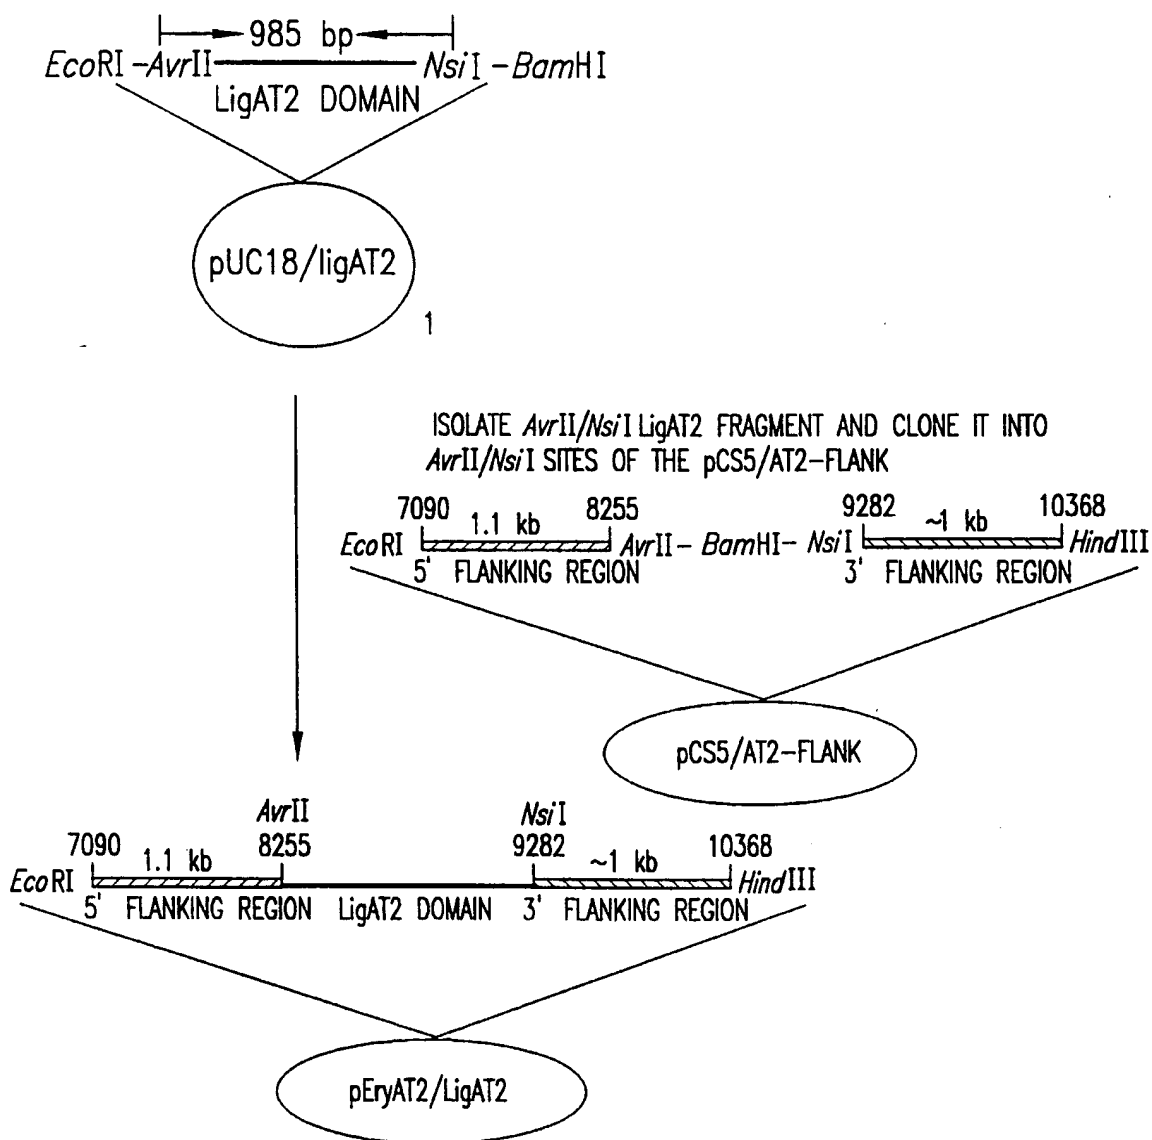 985 bp
EcoRI-AvrII NsiI-BamHI
LigAT2 DOMAIN
pUC18/ligAT2
1
ISOLATE AvrII/NsiI LigAT2 FRAGMENT AND CLONE IT INTO
AvrII/NsiI SITES OF THE pCS5/AT2-FLANK
7090 1.1 kb 8255 9282 ~1 kb 10368
EcoRI AvrII- BamHI- NsiI HindIII
5' FLANKING REGION 3' FLANKING REGION
pCS5/AT2-FLANK
AvrII NsiI
7090 1.1 kb 8255 9282 ~1 kb 10368
EcoRI HindIII
5' FLANKING REGION LigAT2 DOMAIN 3' FLANKING REGION
pEryAT2/LigAT2